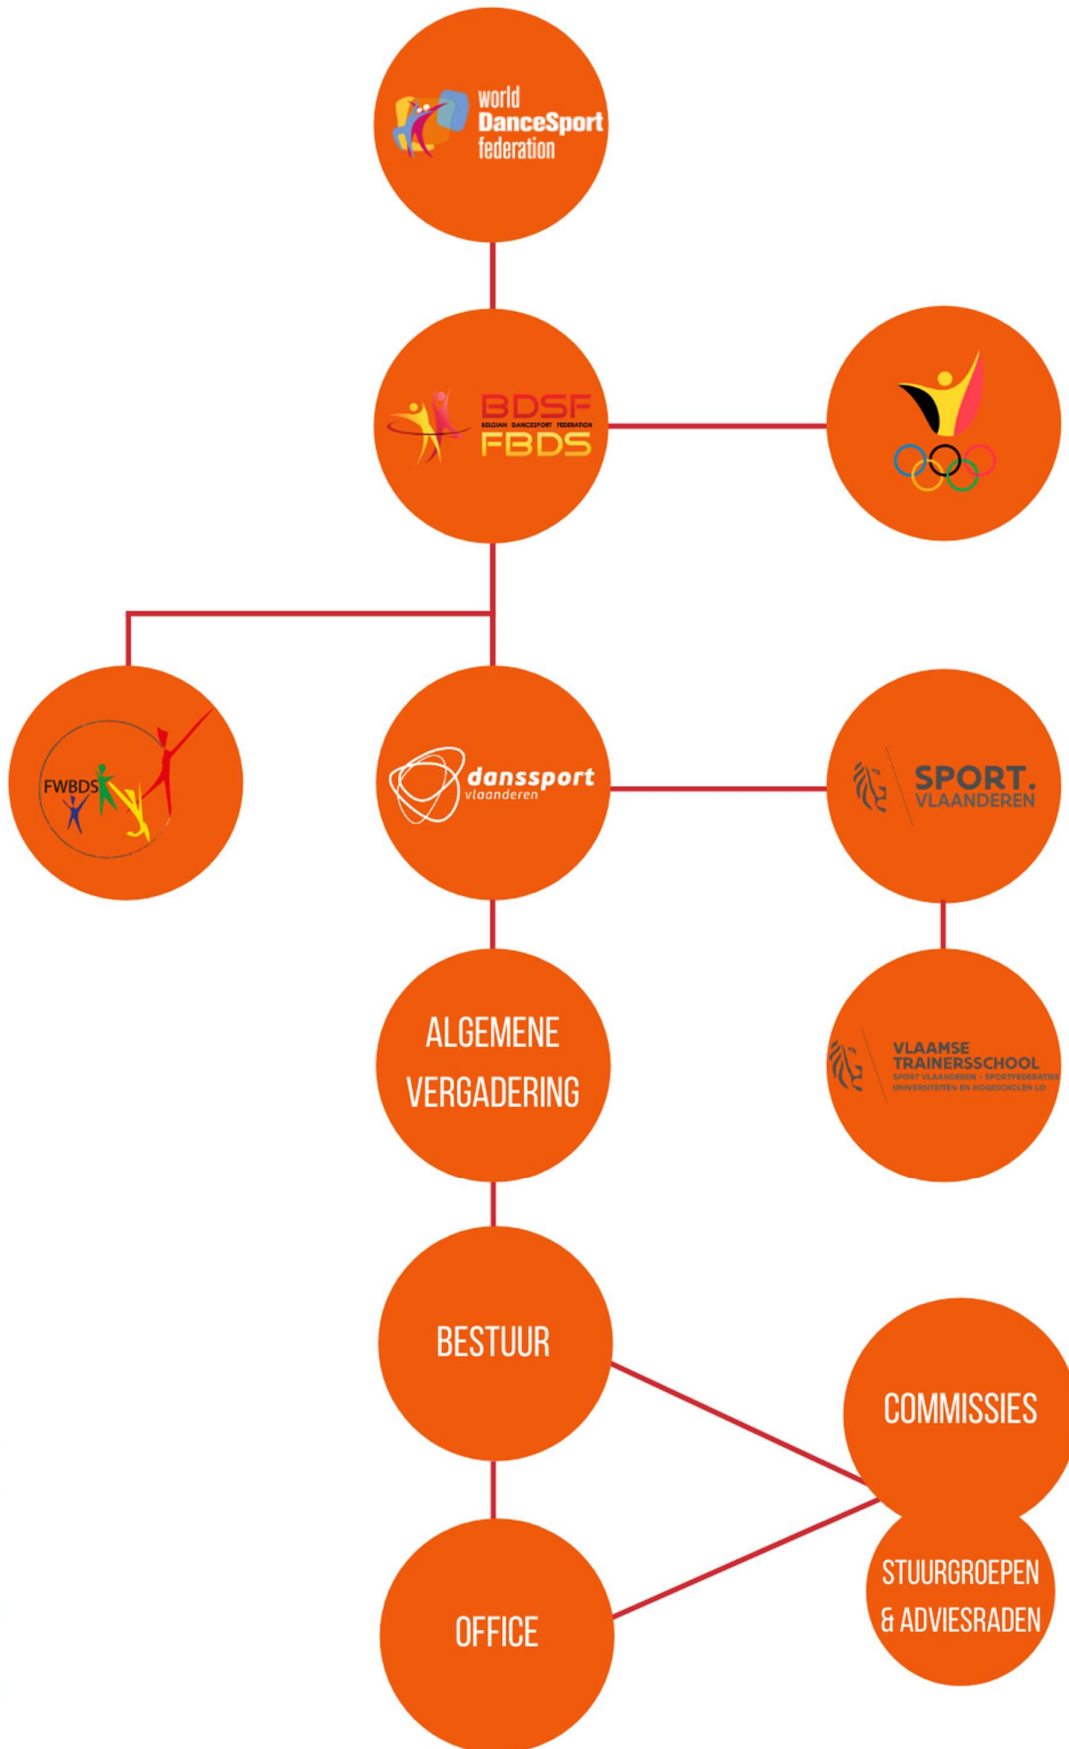 world
DanceSport
federation
BDSF
BELGIAN DANCESPORT FEDERATION
FBDS
FWBDS
danssport
vlaanderen
SPORT.
VLAANDEREN
ALGEMENE
VERGADERING
VLAAMSE
TRAINERSSCHOOL
SPORT VLAANDEREN - SPORTFEDERATIES
UNIVERSITEITEN EN HOGESCHOLEN LO
BESTUUR
COMMISSIES
STUURGROEPEN
& ADVIESRADEN
OFFICE